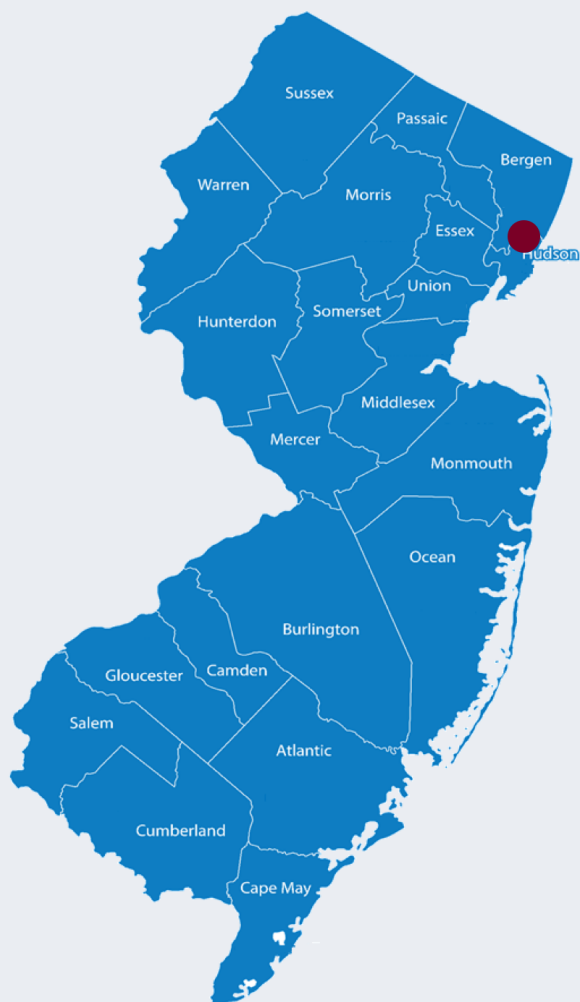 Sussex
Passaic
Bergen
Warren
Morris
Essex
Hudson
Union
Somerset
Hunterdon
Middlesex
Mercer
Monmouth
Ocean
Burlington
Camden
Gloucester
Salem
Atlantic
Cumberland
Cape May